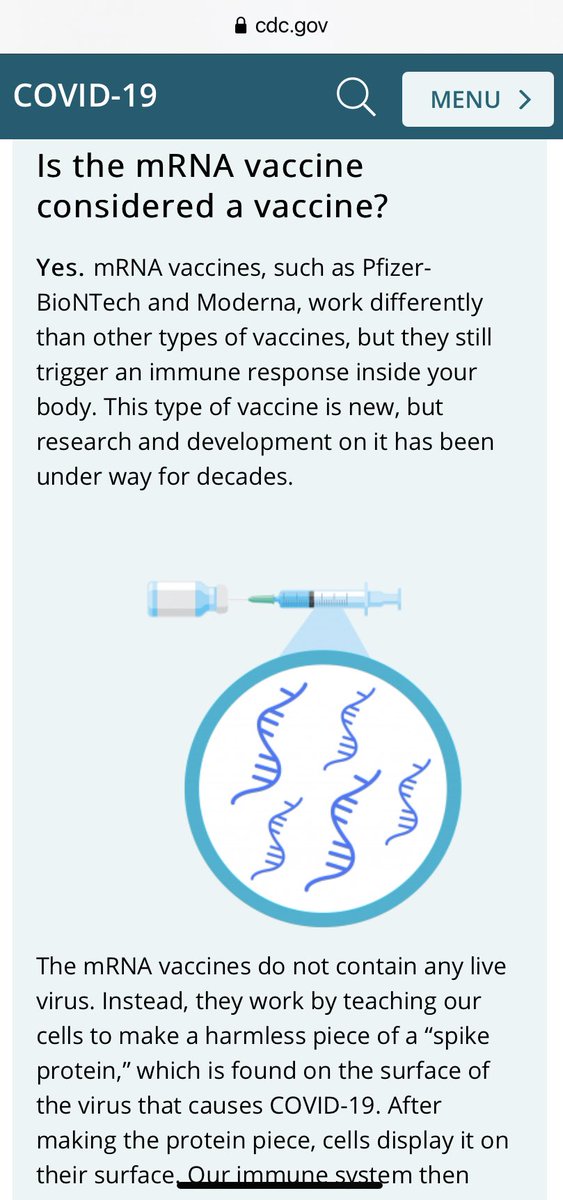 cdc.gov
COVID-19
MENU
Is the mRNA vaccine
considered a vaccine?
Yes. mRNA vaccines, such as Pfizer-
BioNTech and Moderna, work differently
than other types of vaccines, but they still
trigger an immune response inside your
body. This type of vaccine is new, but
research and development on it has been
under way for decades.
The mRNA vaccines do not contain any live
virus. Instead, they work by teaching our
cells to make a harmless piece of a “spike
protein,” which is found on the surface of
the virus that causes COVID-19. After
making the protein piece, cells display it on
their surface. Our immune system then